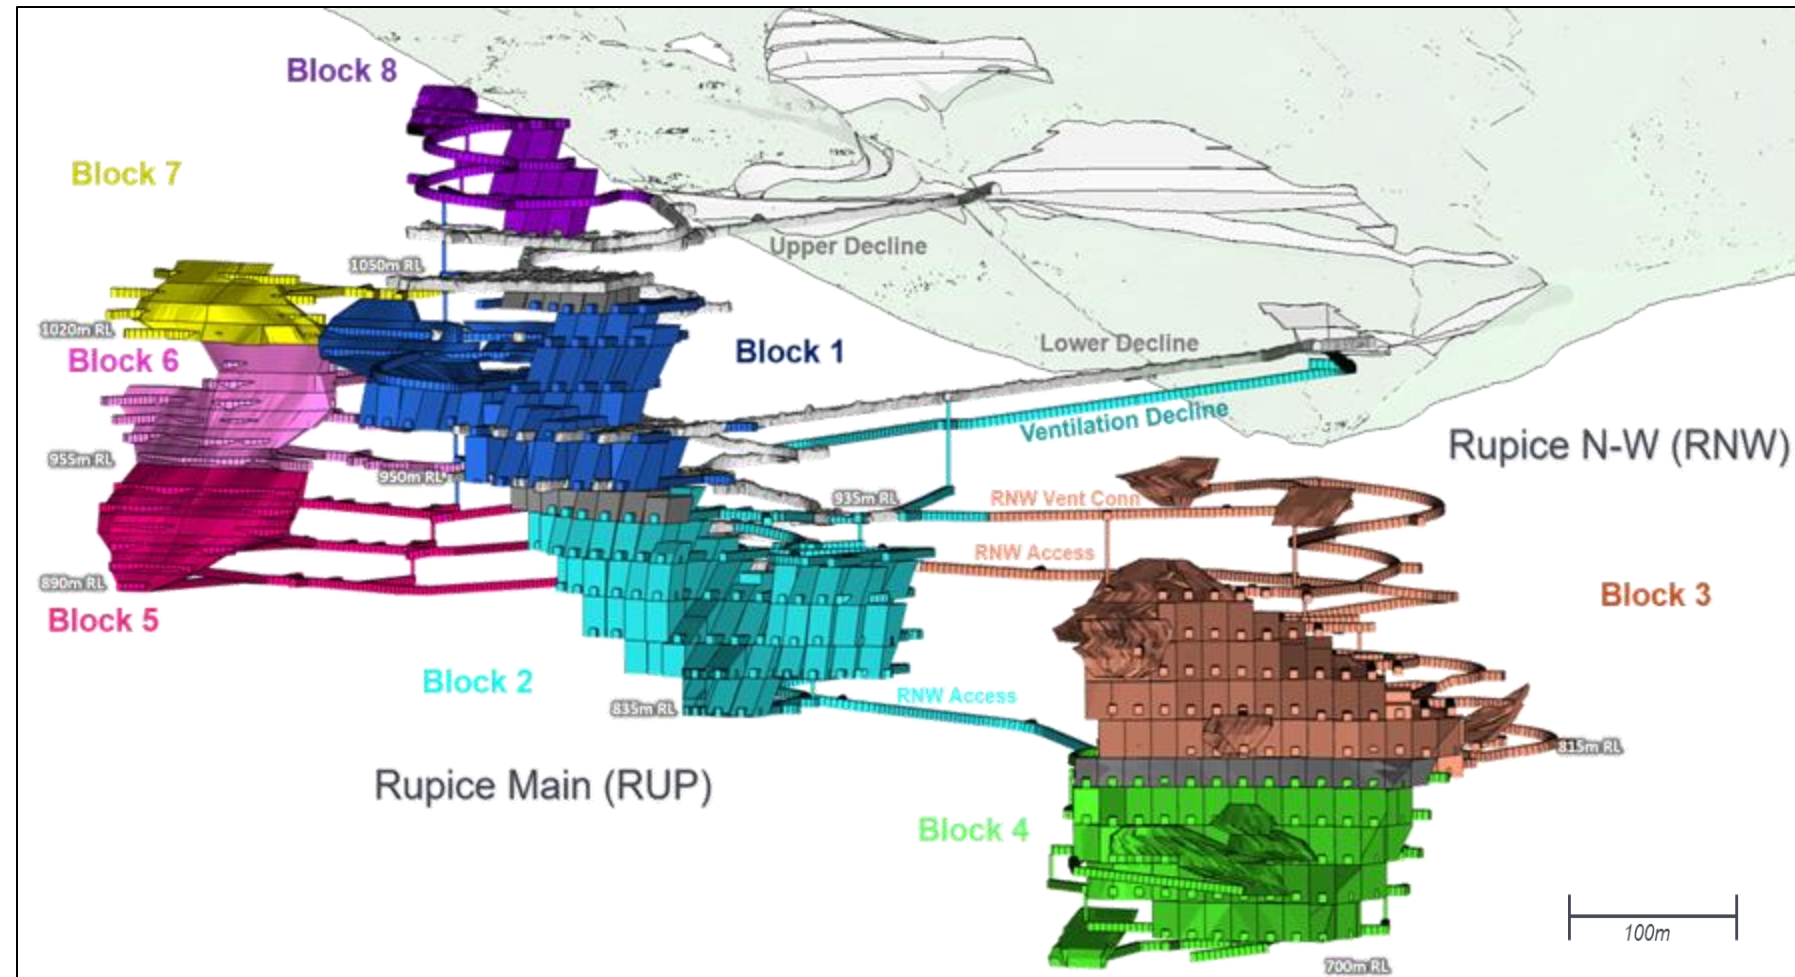 Block 8
Block 7
Upper Decline
1050m RL
1020m RL
Block 6
Block 1
Lower Decline
Ventilation Decline
Rupice N-W (RNW)
955m RL
950m RL
935m RL
RNW Vent Conn
RNW Access
890m RL
Block 5
Block 3
Block 2
RNW Access
835m RL
815m RL
Rupice Main (RUP)
Block 4
100m
700m RL